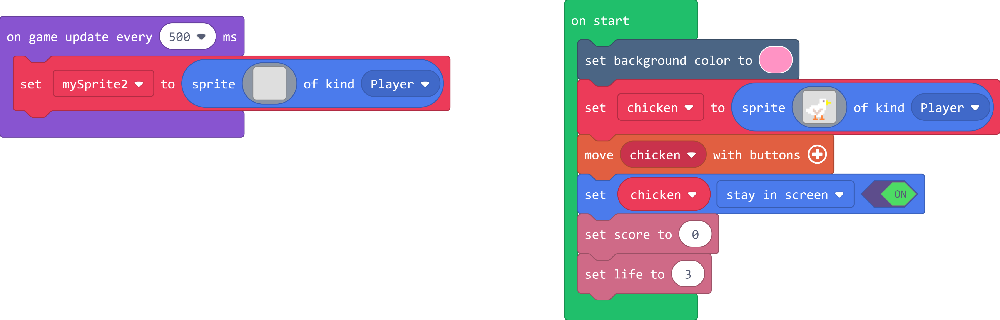 on game update every 500 ms
set mySprite2 to sprite of kind Player
on start
set background color to
set chicken to sprite of kind Player
move chicken with buttons
set chicken stay in screen ON
set score to 0
set life to 3